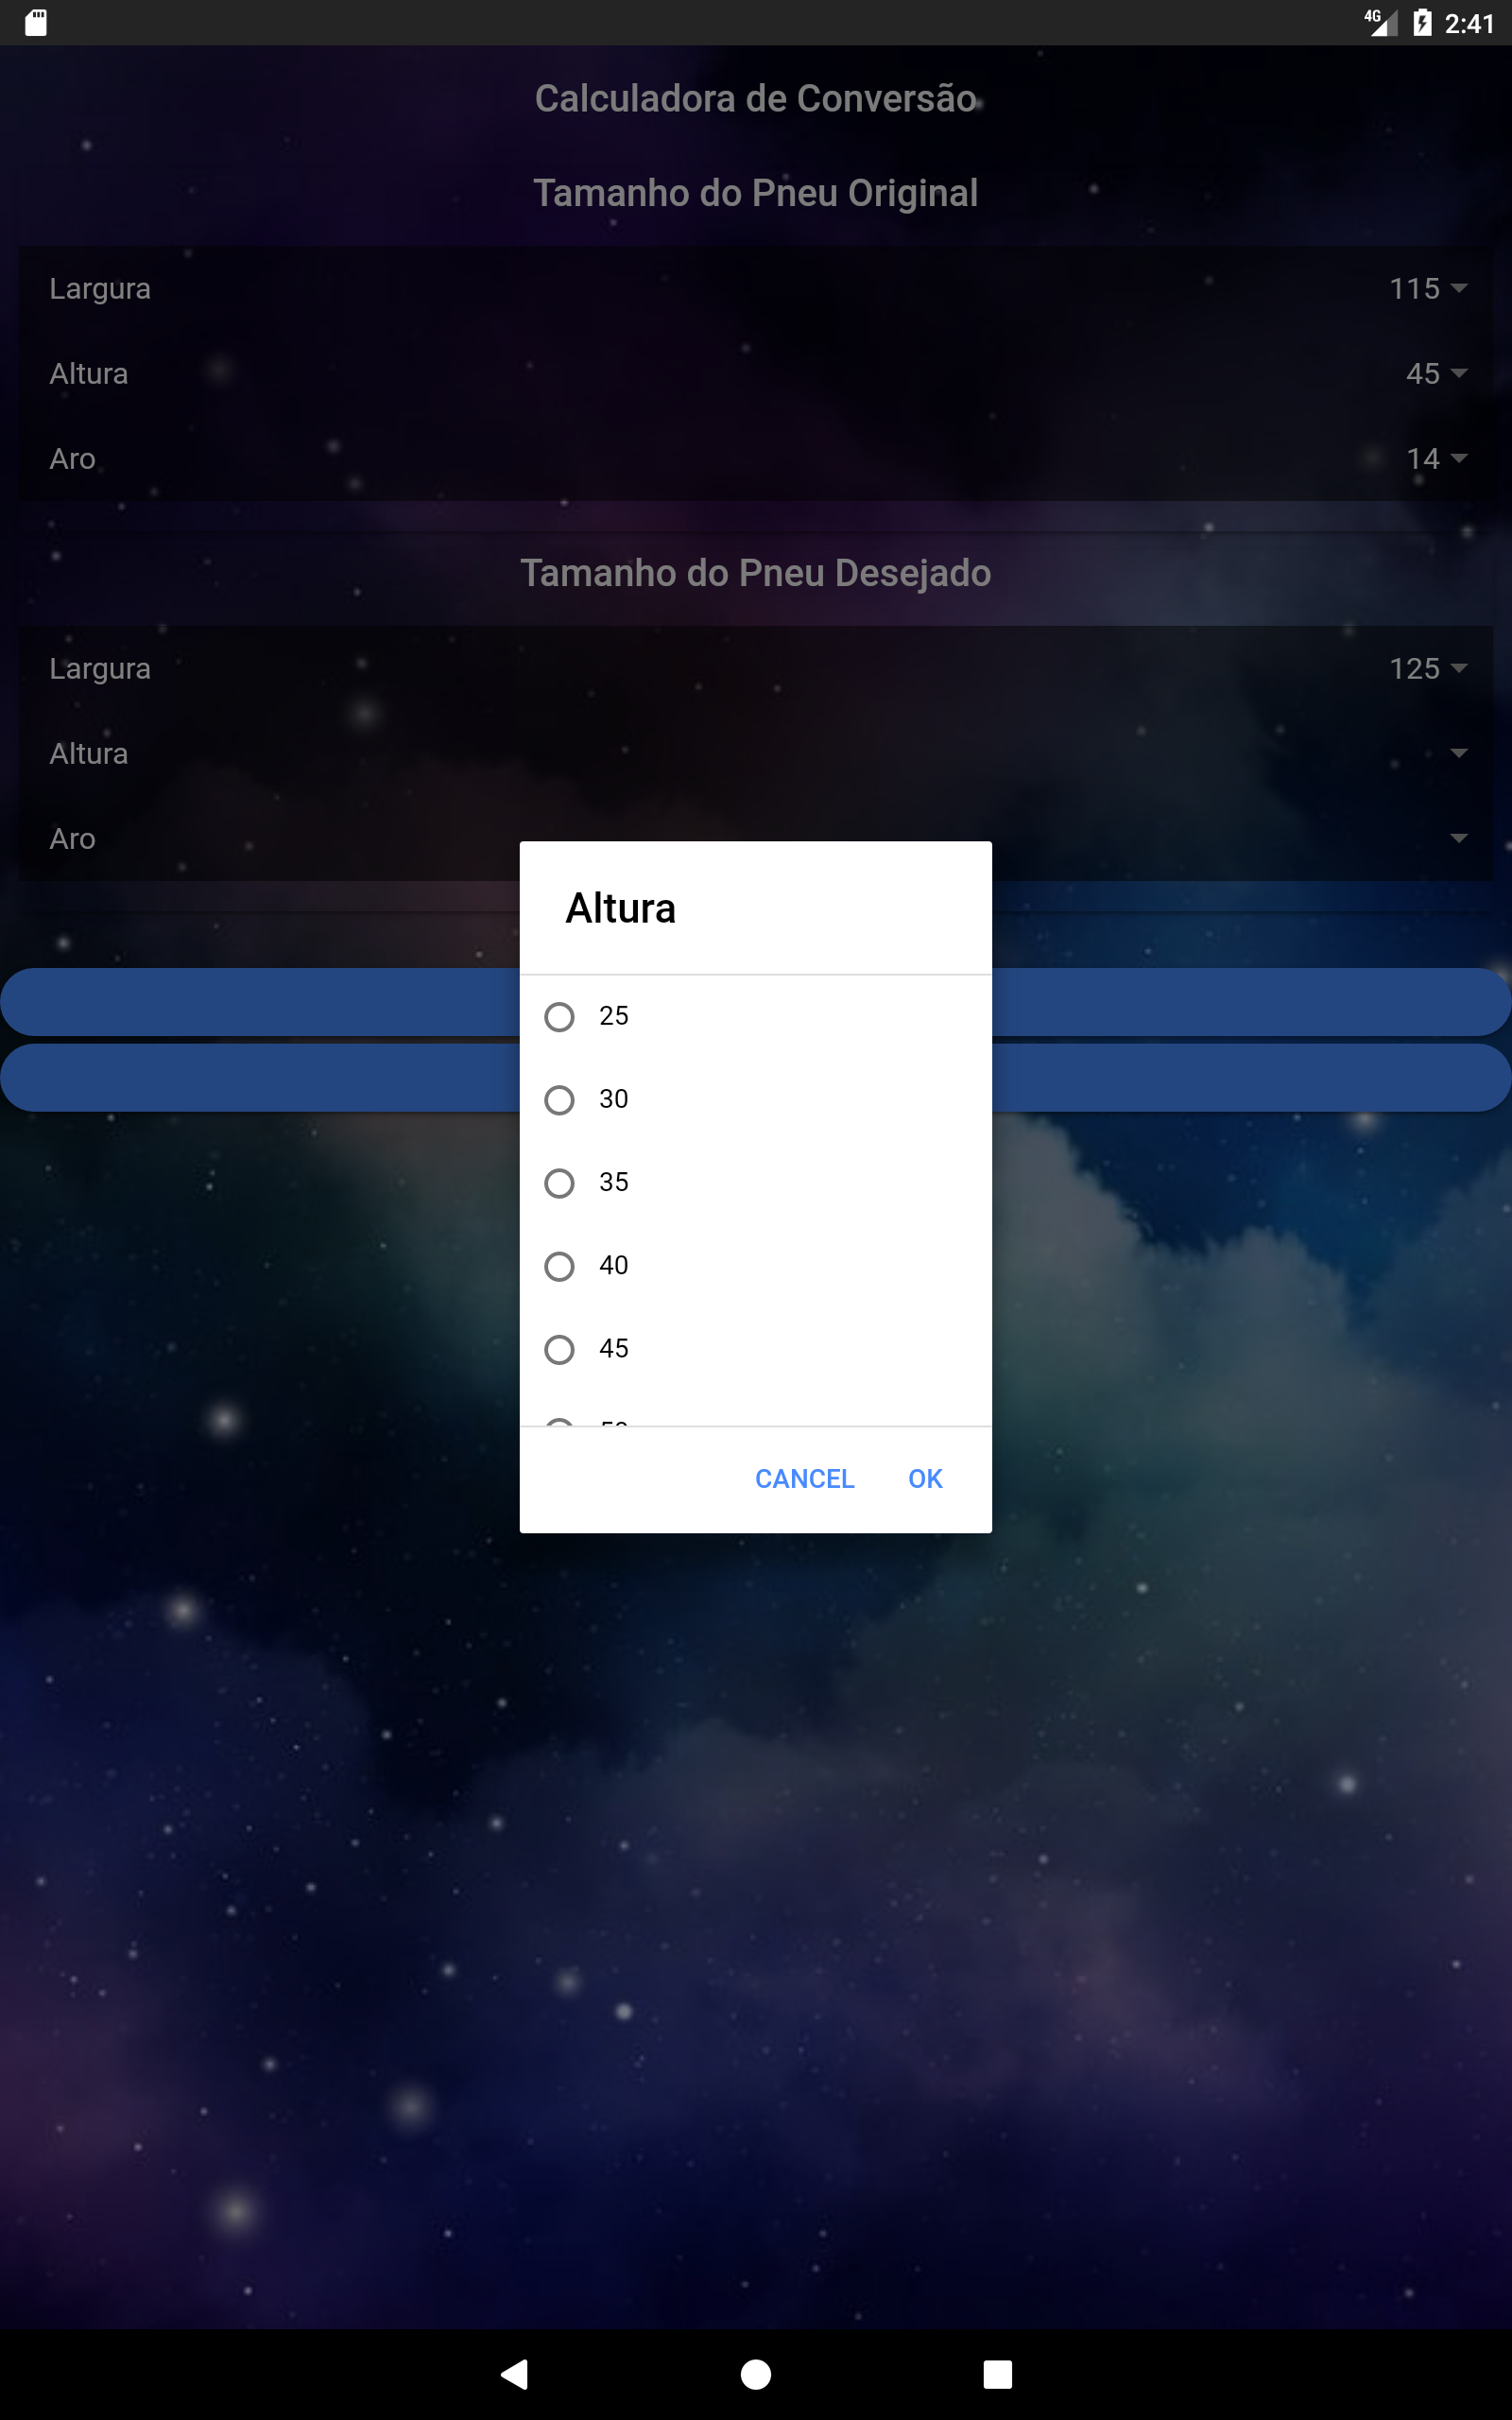 4G 2:41
Calculadora de Conversão
Tamanho do Pneu Original
Largura 115
Altura 45
Aro 14
Tamanho do Pneu Desejado
Largura 125
Altura
Aro
Altura
25
30
35
40
45
CANCEL OK